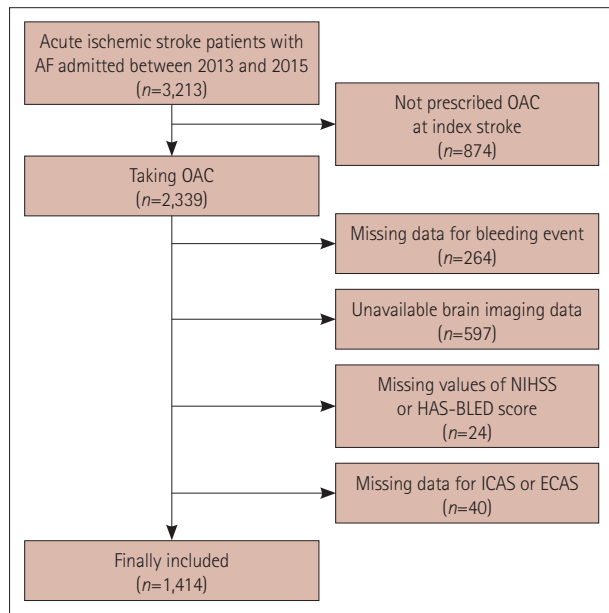 Acute ischemic stroke patients with
AF admitted between 2013 and 2015
(n=3,213)
Not prescribed OAC
at index stroke
(n=874)
Taking OAC
(n=2,339)
Missing data for bleeding event
(n=264)
Unavailable brain imaging data
(n=597)
Missing values of NIHSS
or HAS-BLED score
(n=24)
Missing data for ICAS or ECAS
(n=40)
Finally included
(n=1,414)